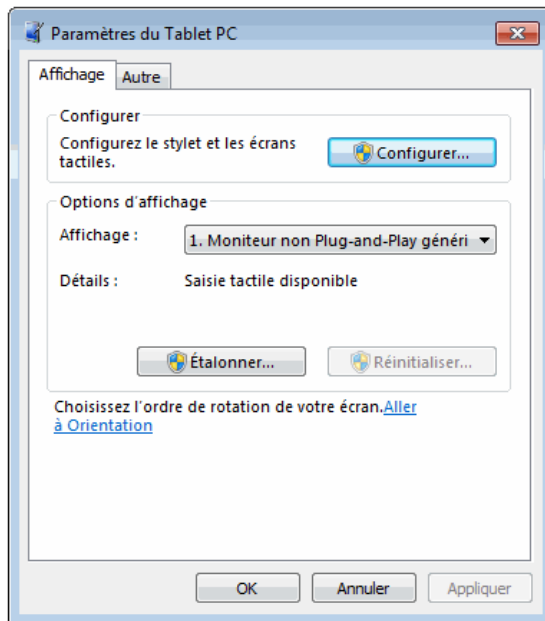 Paramètres du Tablet PC
Affichage
Autre
Configurer
Configurez le stylet et les écrans
tactiles.
Configurer...
Options d'affichage
Affichage :
1. Moniteur non Plug-and-Play généri
Détails :
Saisie tactile disponible
Étalonner...
Réinitialiser...
Choisissez l'ordre de rotation de votre écran.Aller
à Orientation
OK
Annuler
Appliquer